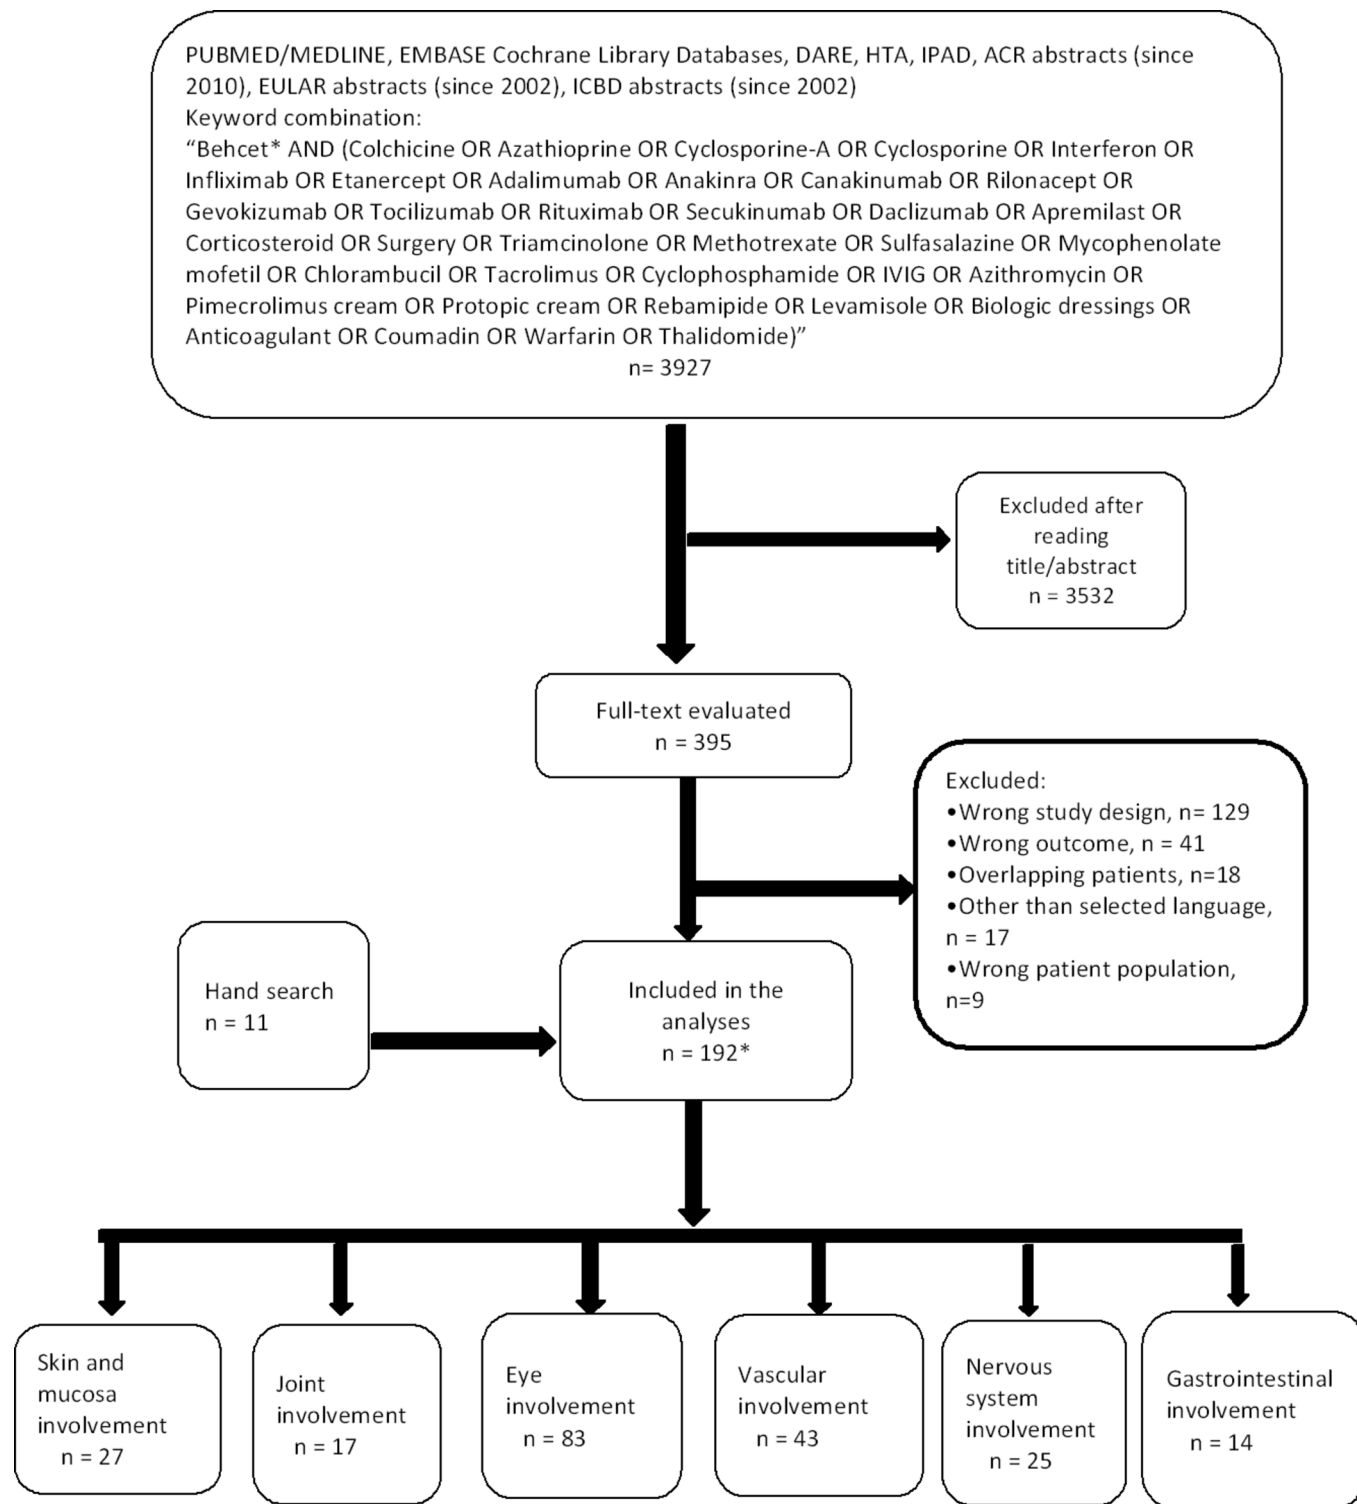 PUBMED/MEDLINE, EMBASE Cochrane Library Databases, DARE, HTA, IPAD, ACR abstracts (since
2010), EULAR abstracts (since 2002), ICBD abstracts (since 2002)
Keyword combination:
“Behcet* AND (Colchicine OR Azathioprine OR Cyclosporine-A OR Cyclosporine OR Interferon OR
Infliximab OR Etanercept OR Adalimumab OR Anakinra OR Canakinumab OR Rilonacept OR
Gevokizumab OR Tocilizumab OR Rituximab OR Secukinumab OR Daclizumab OR Apremilast OR
Corticosteroid OR Surgery OR Triamcinolone OR Methotrexate OR Sulfasalazine OR Mycophenolate
mofetil OR Chlorambucil OR Tacrolimus OR Cyclophosphamide OR IVIG OR Azithromycin OR
Pimecrolimus cream OR Protopic cream OR Rebamipide OR Levamisole OR Biologic dressings OR
Anticoagulant OR Coumadin OR Warfarin OR Thalidomide)”
n= 3927
Excluded after
reading
title/abstract
n = 3532
Full-text evaluated
n = 395
Excluded:
•Wrong study design, n= 129
•Wrong outcome, n = 41
•Overlapping patients, n=18
•Other than selected language,
n = 17
•Wrong patient population,
n=9
Hand search
n = 11
Included in the
analyses
n = 192*
Skin and
mucosa
involvement
n = 27
Joint
involvement
n = 17
Eye
involvement
n = 83
Vascular
involvement
n = 43
Nervous
system
involvement
n = 25
Gastrointestinal
involvement
n = 14